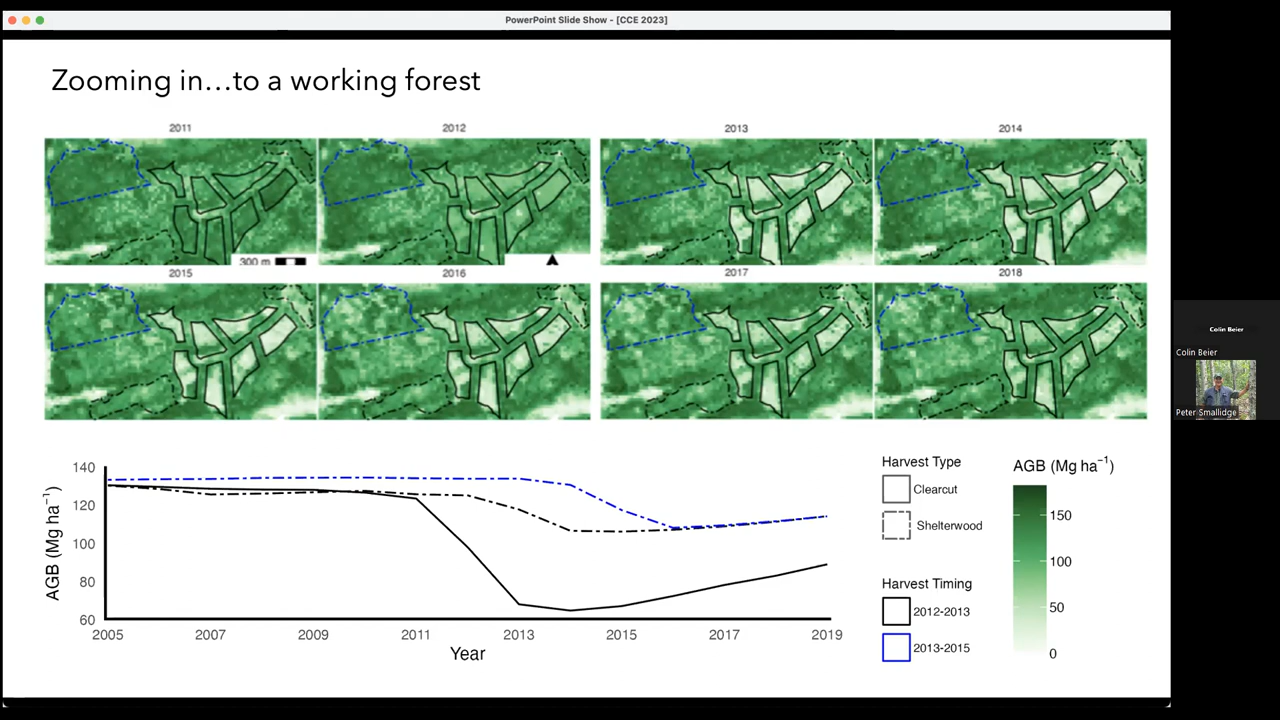 PowerPoint Slide Show - [CCE 2023]
Zooming in...to a working forest
2011
2012
2013
2014
300 m
2015
2016
2017
2018
140
120
100
80
60
AGB (Mg ha⁻¹)
2005
2007
2009
2011
2013
2015
2017
2019
Year
Harvest Type
Clearcut
Shelterwood
Harvest Timing
2012-2013
2013-2015
AGB (Mg ha⁻¹)
150
100
50
0
Colin Beier
Colin Beier
Peter Smallidge